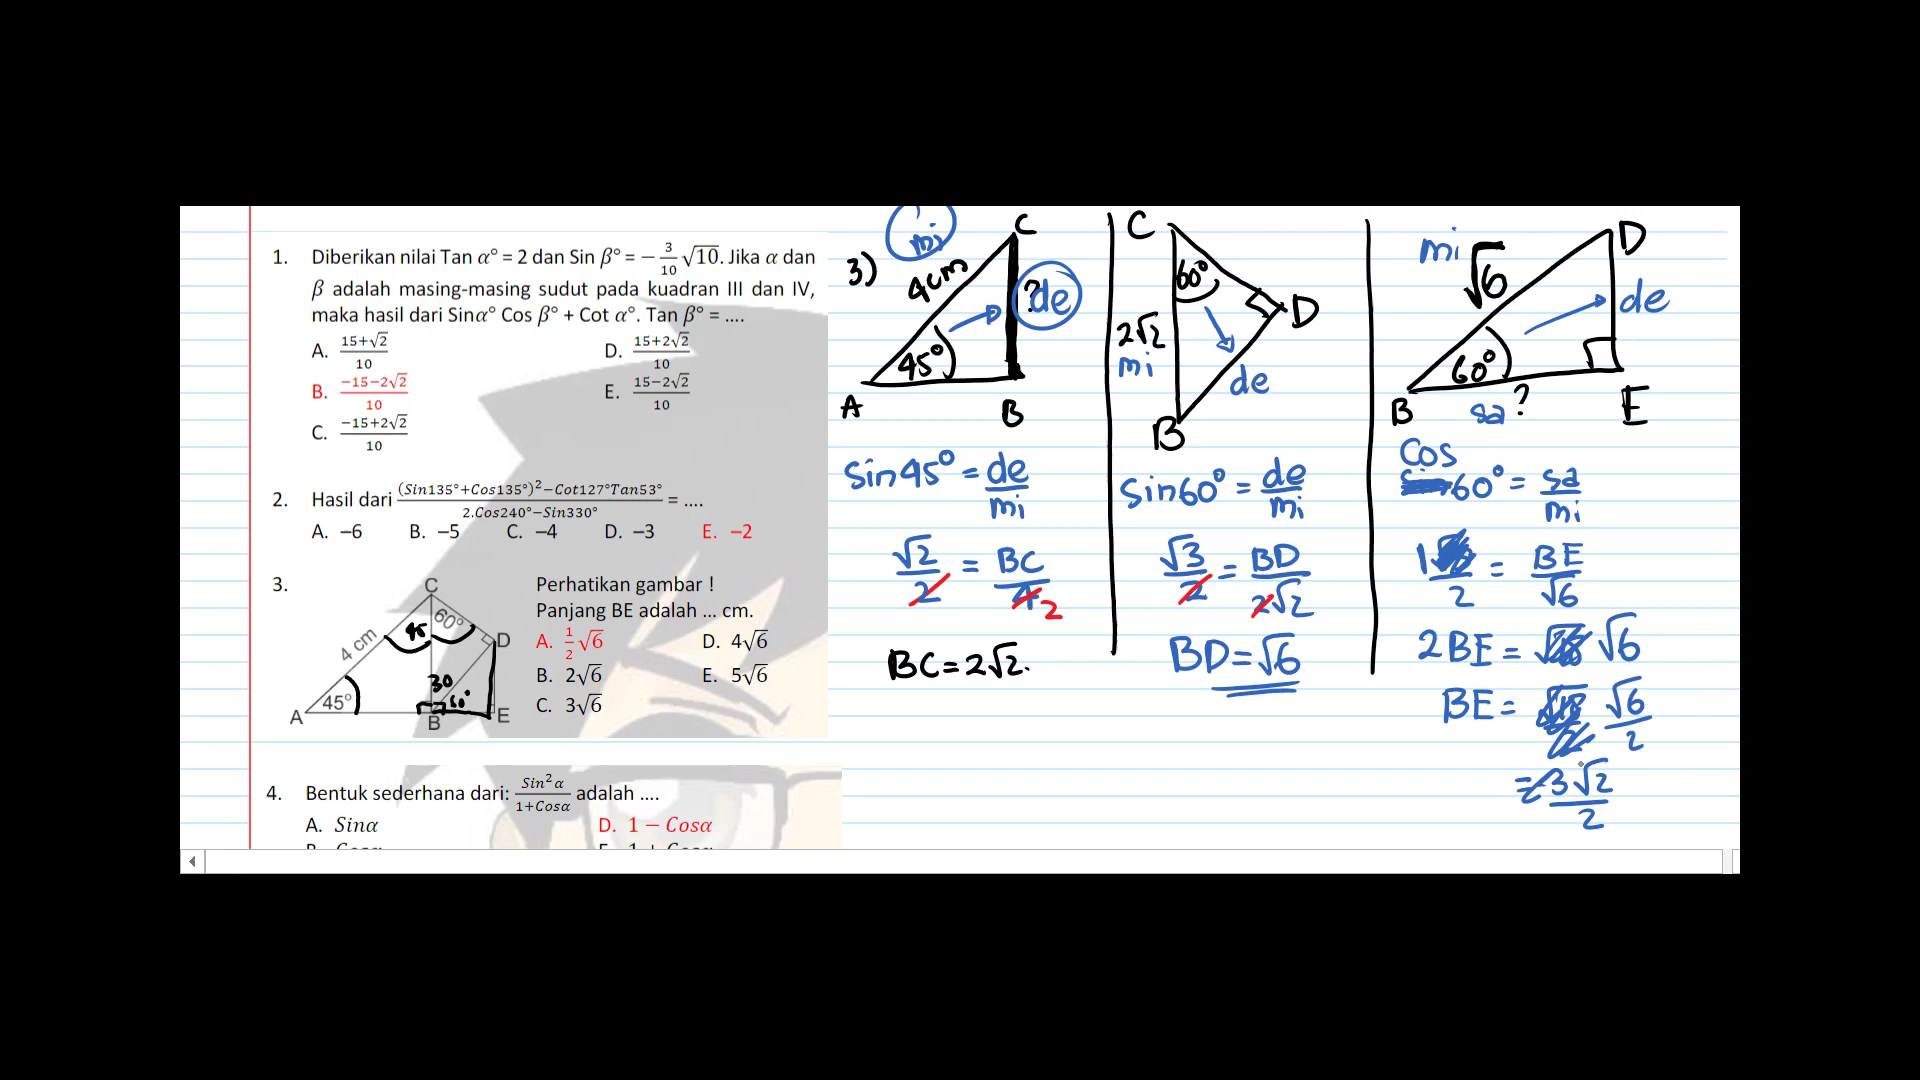 1. Diberikan nilai Tan α° = 2 dan Sin β° = −3/10 √10. Jika α dan
β adalah masing-masing sudut pada kuadran III dan IV,
maka hasil dari Sinα° Cos β° + Cot α°. Tan β° = ....
A. (15+√2)/10 D. (15+2√2)/10
B. (−15−2√2)/10 E. (15−2√2)/10
C. (−15+2√2)/10
2. Hasil dari ((Sin135°+Cos135°)²−Cot127°Tan53°)/(2.Cos240°−Sin330°) = ....
A. −6 B. −5 C. −4 D. −3 E. −2
3. Perhatikan gambar !
Panjang BE adalah ... cm.
A. 1/2 √6 D. 4√6
B. 2√6 E. 5√6
C. 3√6
C
60°
45
4 cm
D
30
60°
45°
A
B
E
4. Bentuk sederhana dari: Sin²α/(1+Cosα) adalah ....
A. Sinα D. 1 − Cosα
3)
mi
C
4cm
?
de
45°
A
B
sin45° = de/mi
√2/2 = BC/4 2
BC = 2√2.
C
60°
D
2√2
mi
de
B
sin60° = de/mi
√3/2 = BD/2√2
BD = √6
mi
√6
D
de
60°
B
sa ?
E
Cos
60° = sa/mi
1/2 = BE/√6
2BE = √6
BE = √6/2
= 3√2/2